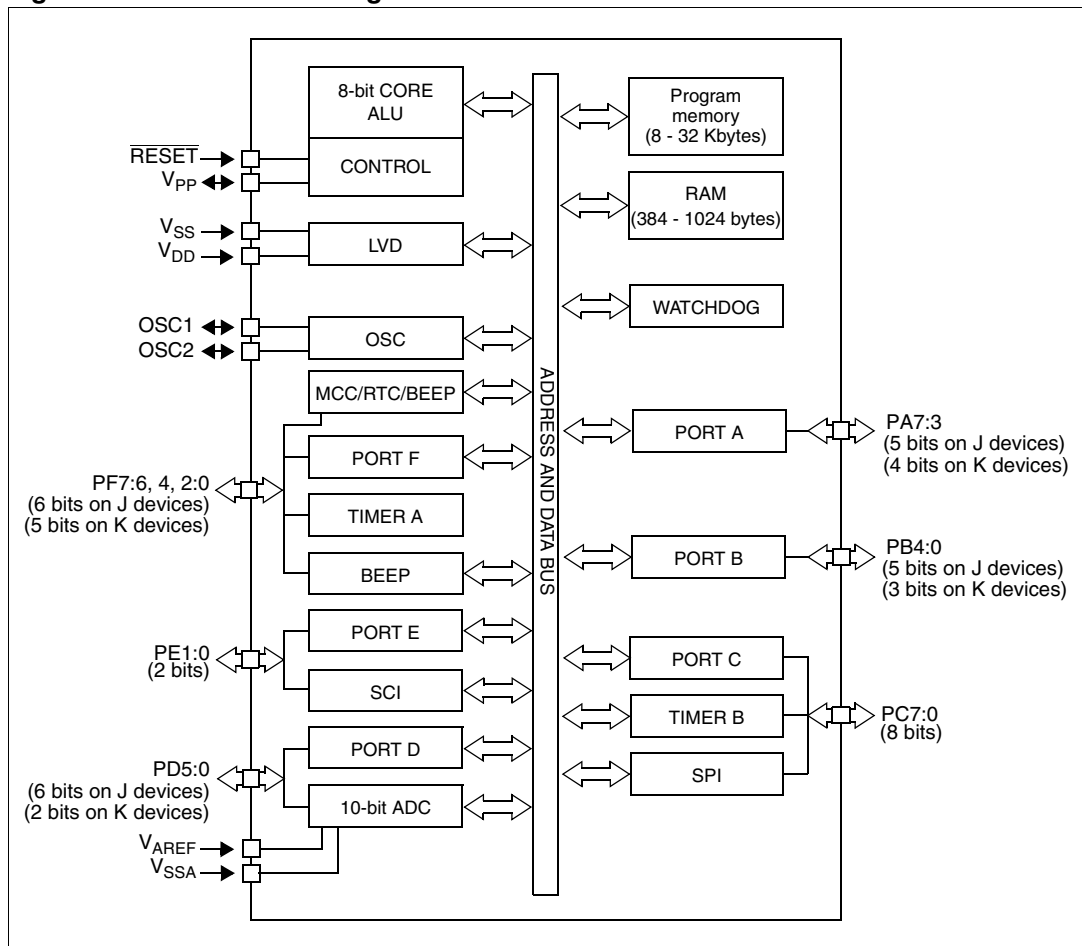 8-bit CORE
ALU
CONTROL
RESET
VPP
VSS
VDD
LVD
OSC1
OSC2
OSC
MCC/RTC/BEEP
PORT F
TIMER A
BEEP
PF7:6, 4, 2:0
(6 bits on J devices)
(5 bits on K devices)
PORT E
SCI
PE1:0
(2 bits)
PORT D
10-bit ADC
PD5:0
(6 bits on J devices)
(2 bits on K devices)
VAREF
VSSA
ADDRESS AND DATA BUS
Program
memory
(8 - 32 Kbytes)
RAM
(384 - 1024 bytes)
WATCHDOG
PORT A
PA7:3
(5 bits on J devices)
(4 bits on K devices)
PORT B
PB4:0
(5 bits on J devices)
(3 bits on K devices)
PORT C
TIMER B
SPI
PC7:0
(8 bits)